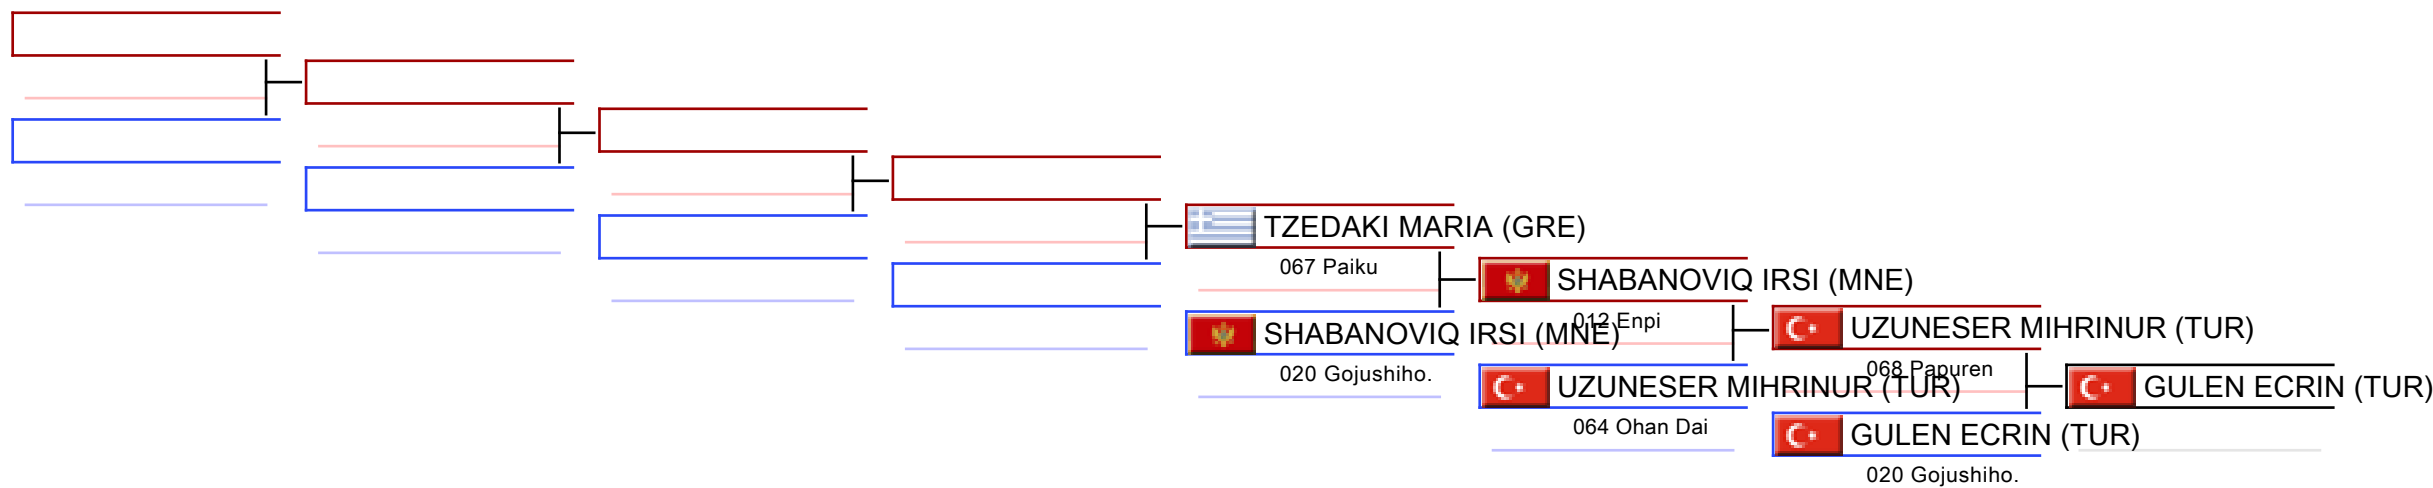 TZEDAKI MARIA (GRE)
067 Paiku
SHABANOVIQ IRSI (MNE)
020 Gojushiho.
SHABANOVIQ IRSI (MNE)
012 Enpi
UZUNESER MIHRINUR (TUR)
064 Ohan Dai
UZUNESER MIHRINUR (TUR)
068 Papuren
GULEN ECRIN (TUR)
020 Gojushiho.
GULEN ECRIN (TUR)